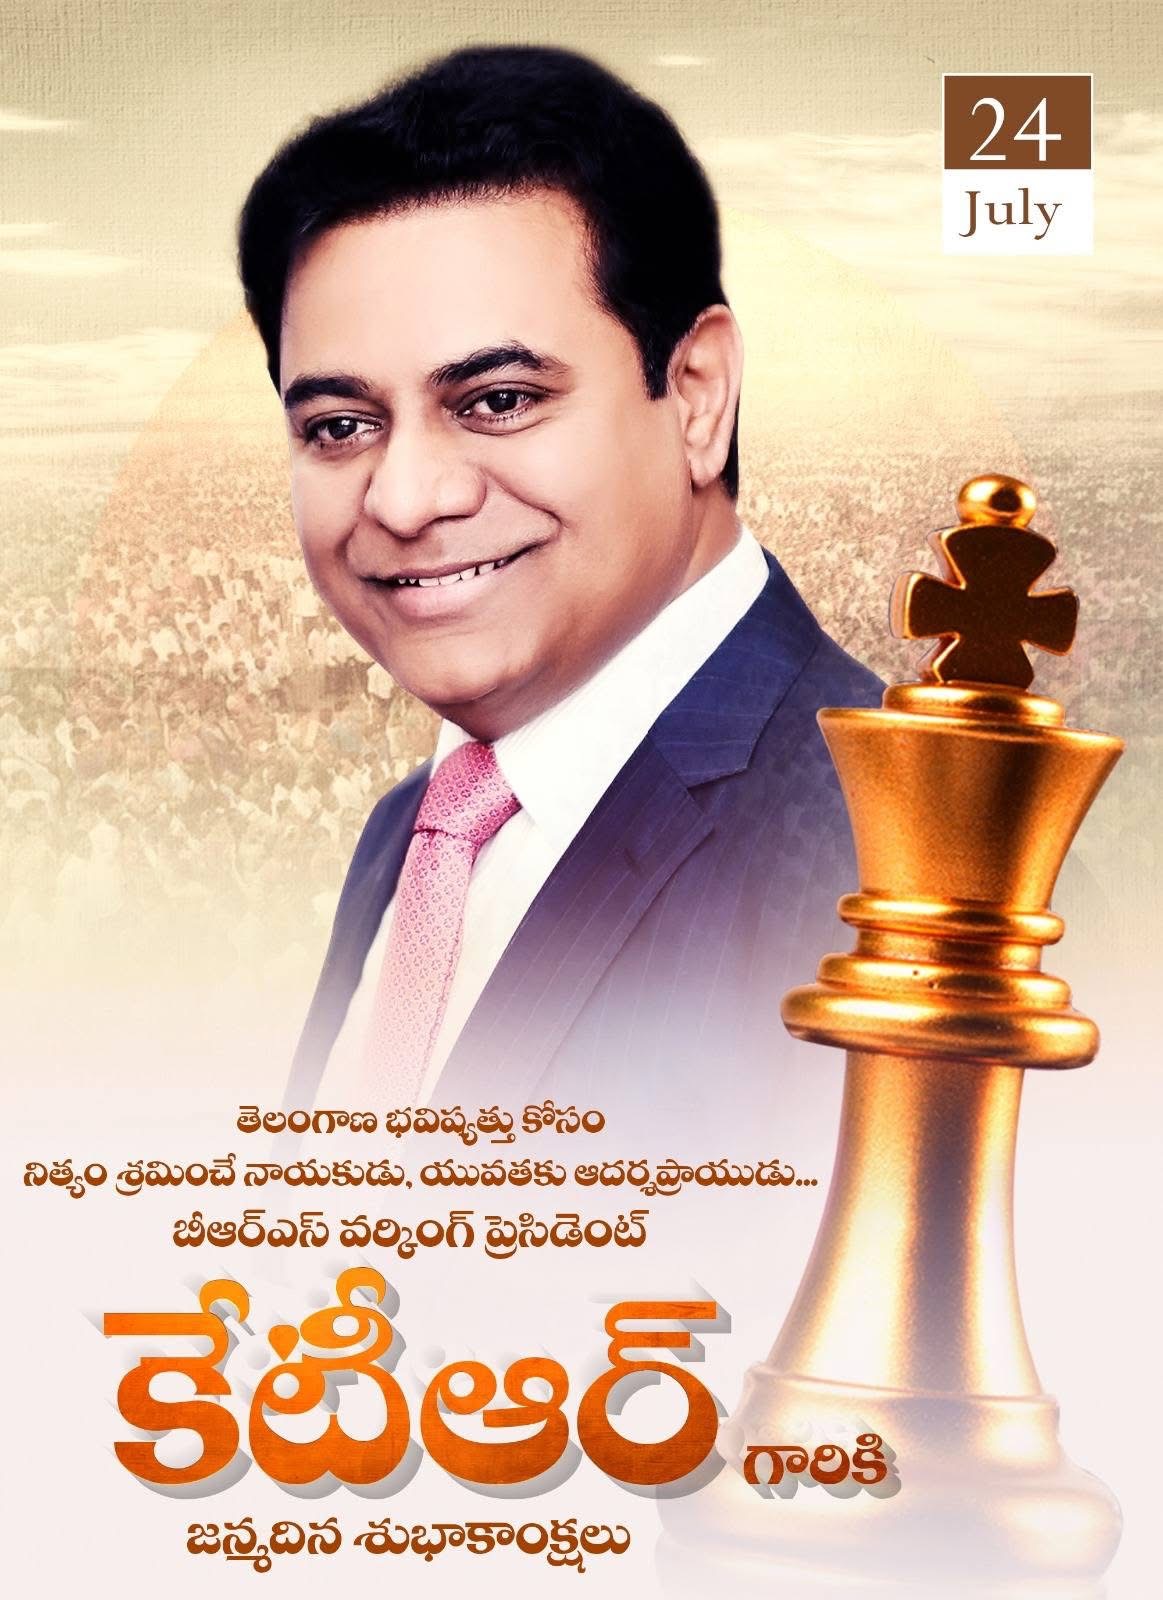 24
July
తెలంగాణ భవిష్యత్తు కోసం
నిత్యం శ్రమించే నాయకుడు, యువతకు ఆదర్శప్రాయుడు...
బీఆర్ఎస్ వర్కింగ్ ప్రెసిడెంట్
కేటీఆర్ గారికి
జన్మదిన శుభాకాంక్షలు